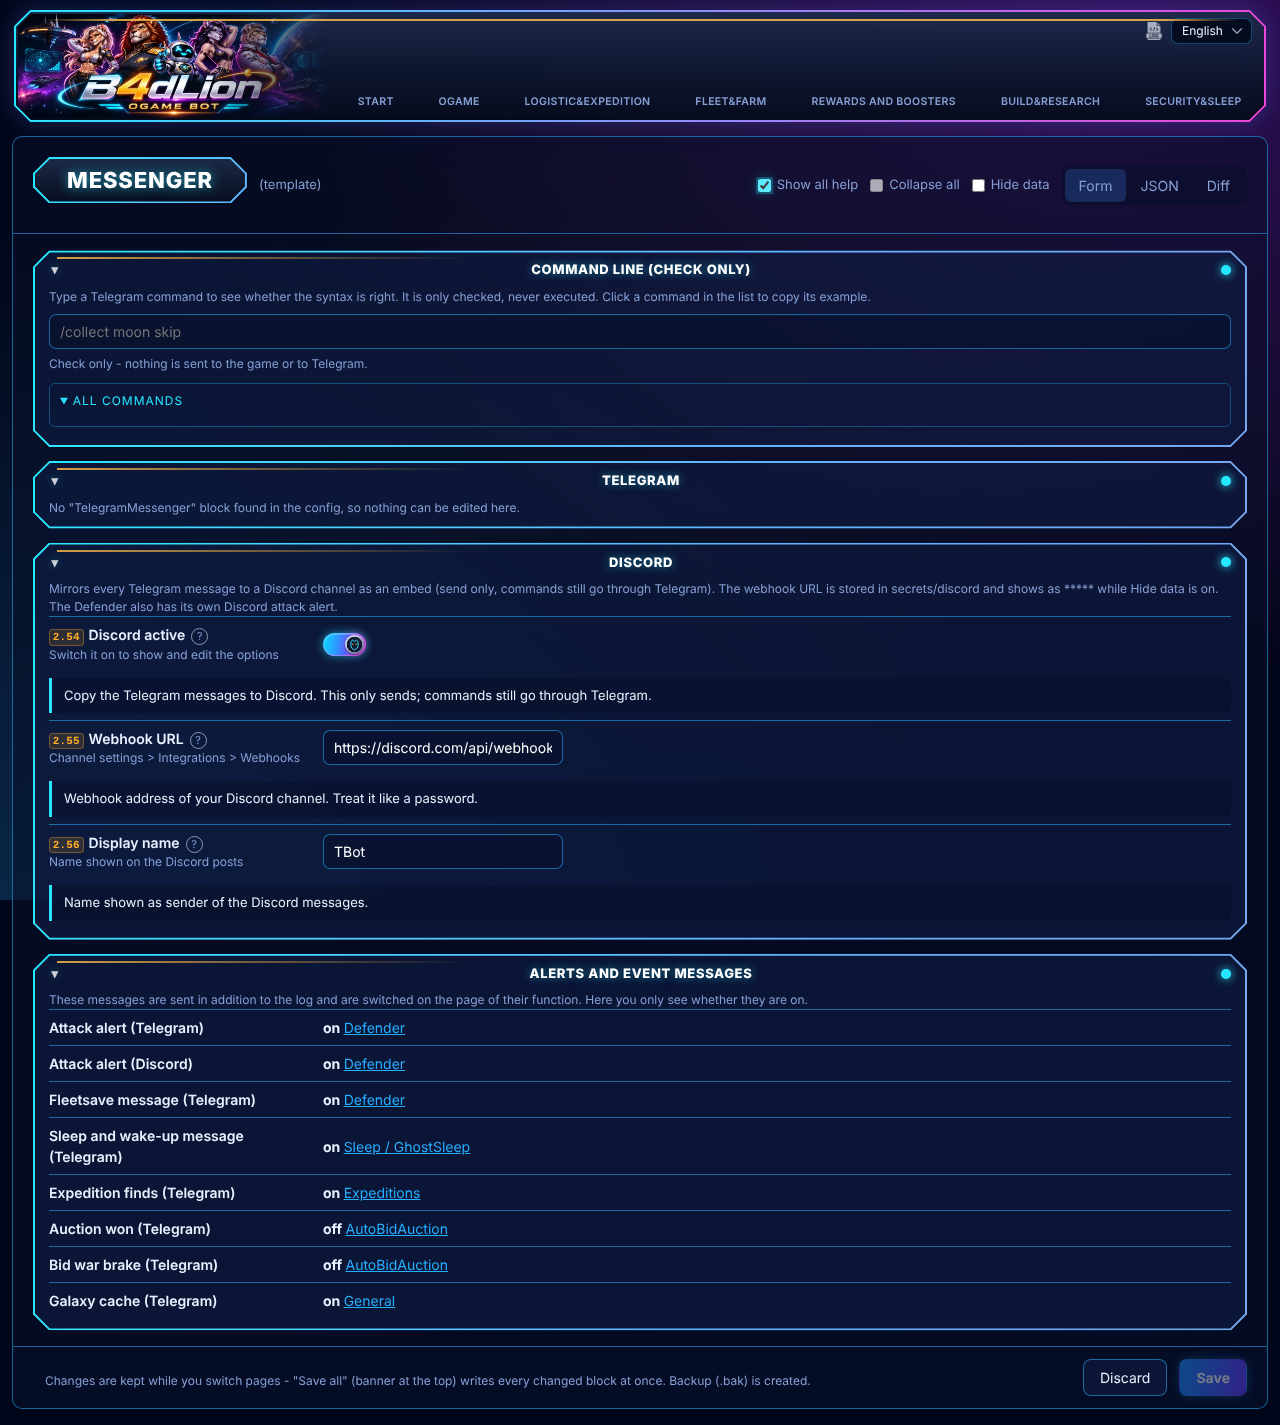 B4dLion
OGAME BOT
English
START
OGAME
LOGISTIC&EXPEDITION
FLEET&FARM
REWARDS AND BOOSTERS
BUILD&RESEARCH
SECURITY&SLEEP
MESSENGER
(template)
Show all help
Collapse all
Hide data
Form
JSON
Diff
▼ COMMAND LINE (CHECK ONLY)
Type a Telegram command to see whether the syntax is right. It is only checked, never executed. Click a command in the list to copy its example.
/collect moon skip
Check only - nothing is sent to the game or to Telegram.
▼ ALL COMMANDS
▼ TELEGRAM
No "TelegramMessenger" block found in the config, so nothing can be edited here.
▼ DISCORD
Mirrors every Telegram message to a Discord channel as an embed (send only, commands still go through Telegram). The webhook URL is stored in secrets/discord and shows as ***** while Hide data is on.
The Defender also has its own Discord attack alert.
2.54 Discord active ?
Switch it on to show and edit the options
Copy the Telegram messages to Discord. This only sends; commands still go through Telegram.
2.55 Webhook URL ?
Channel settings > Integrations > Webhooks
https://discord.com/api/webhook
Webhook address of your Discord channel. Treat it like a password.
2.56 Display name ?
Name shown on the Discord posts
TBot
Name shown as sender of the Discord messages.
▼ ALERTS AND EVENT MESSAGES
These messages are sent in addition to the log and are switched on the page of their function. Here you only see whether they are on.
Attack alert (Telegram) on Defender
Attack alert (Discord) on Defender
Fleetsave message (Telegram) on Defender
Sleep and wake-up message
(Telegram)
on Sleep / GhostSleep
Expedition finds (Telegram) on Expeditions
Auction won (Telegram) off AutoBidAuction
Bid war brake (Telegram) off AutoBidAuction
Galaxy cache (Telegram) on General
Changes are kept while you switch pages - "Save all" (banner at the top) writes every changed block at once. Backup (.bak) is created.
Discard
Save